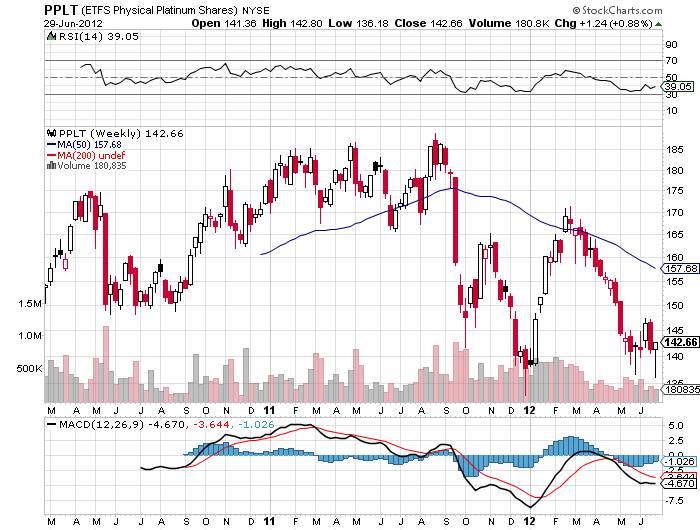 PPLT (ETFS Physical Platinum Shares) NYSE © StockCharts.com
29-Jun-2012 Open 141.36 High 142.80 Low 136.18 Close 142.66 Volume 180.8K Chg +1.24 (+0.88%)
RSI(14) 39.05
90
70
50
39.05
30
10
PPLT (Weekly) 142.66
MA(50) 157.68
MA(200) undef
Volume 180,835
185
180
175
170
165
160
157.68
155
1.5M 150
145
1.0M 142.66
140
500K
135
180835
M A M J J A S O N D 11 F M A M J J A S O N D 12 F M A M J
MACD(12,26,9) -4.670, -3.644, -1.026
5.0
2.5
0.0
-1.026
-2.5
-3.644
-4.670
-7.5
M A M J J A S O N D 11 F M A M J J A S O N D 12 F M A M J